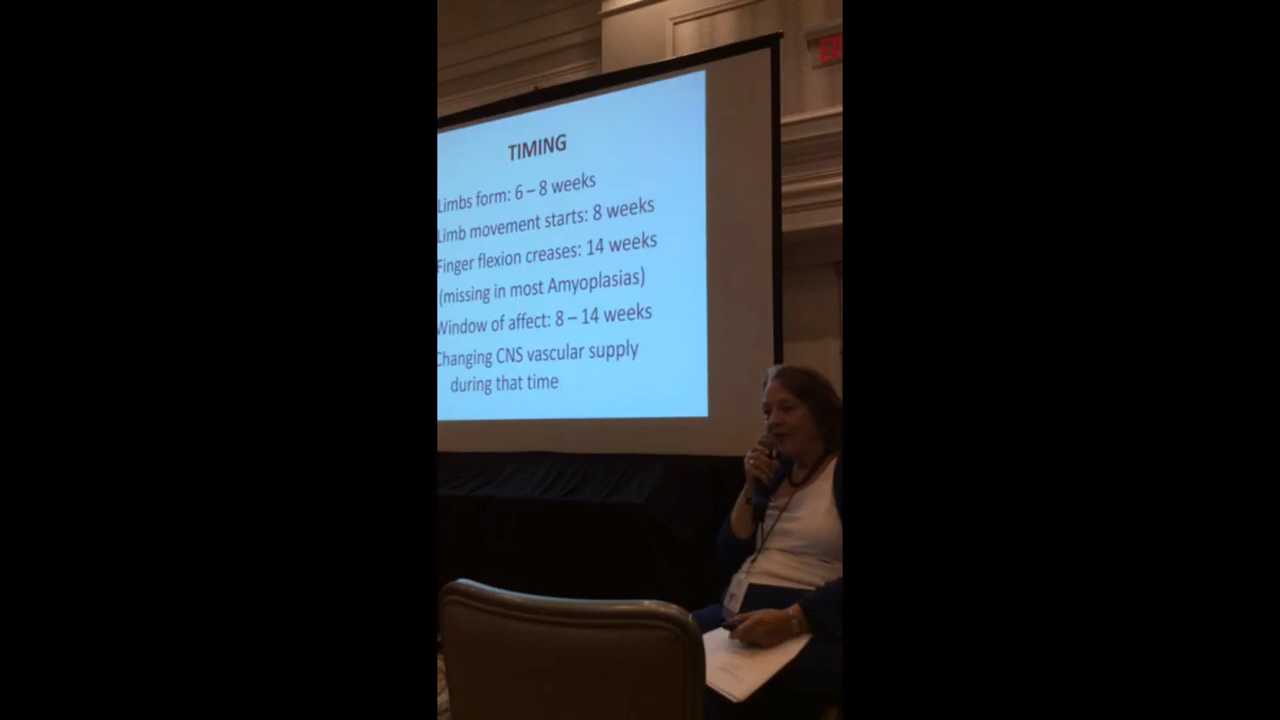 TIMING
Limbs form: 6 – 8 weeks
Limb movement starts: 8 weeks
Finger flexion creases: 14 weeks
(missing in most Amyoplasias)
Window of affect: 8 – 14 weeks
Changing CNS vascular supply
during that time